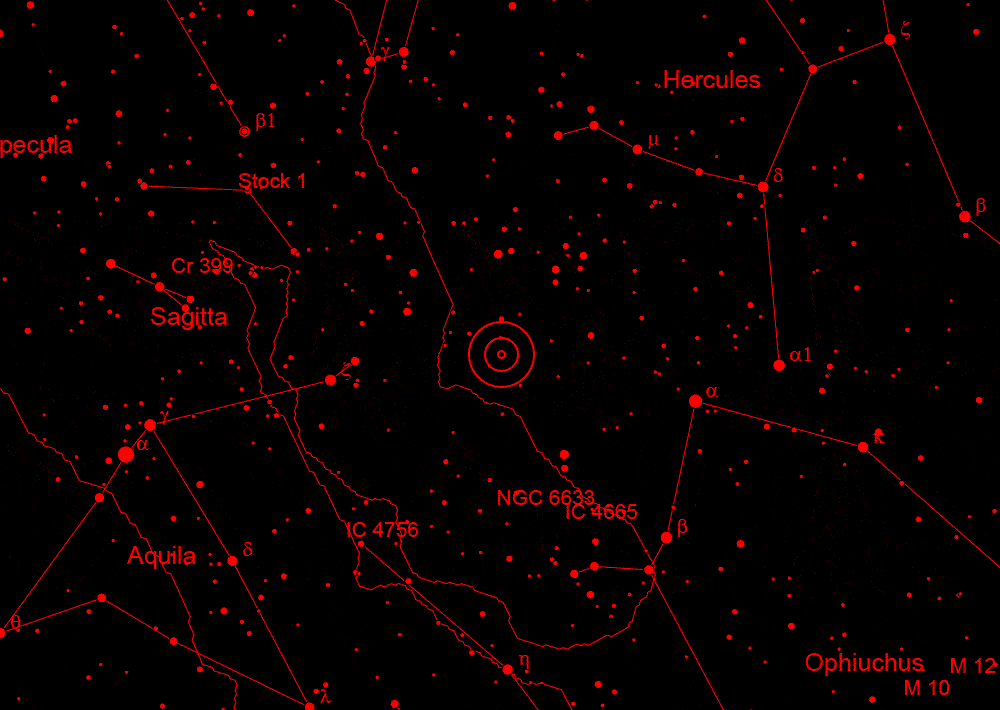 γ
ζ
Hercules
β1
μ
pecula
Stock 1
δ
β
Cr 399
Sagitta
α1
ζ
α
γ
α
κ
NGC 6633
IC 4665
IC 4756
β
Aquila
δ
θ
η
Ophiuchus
M 12
M 10
λ